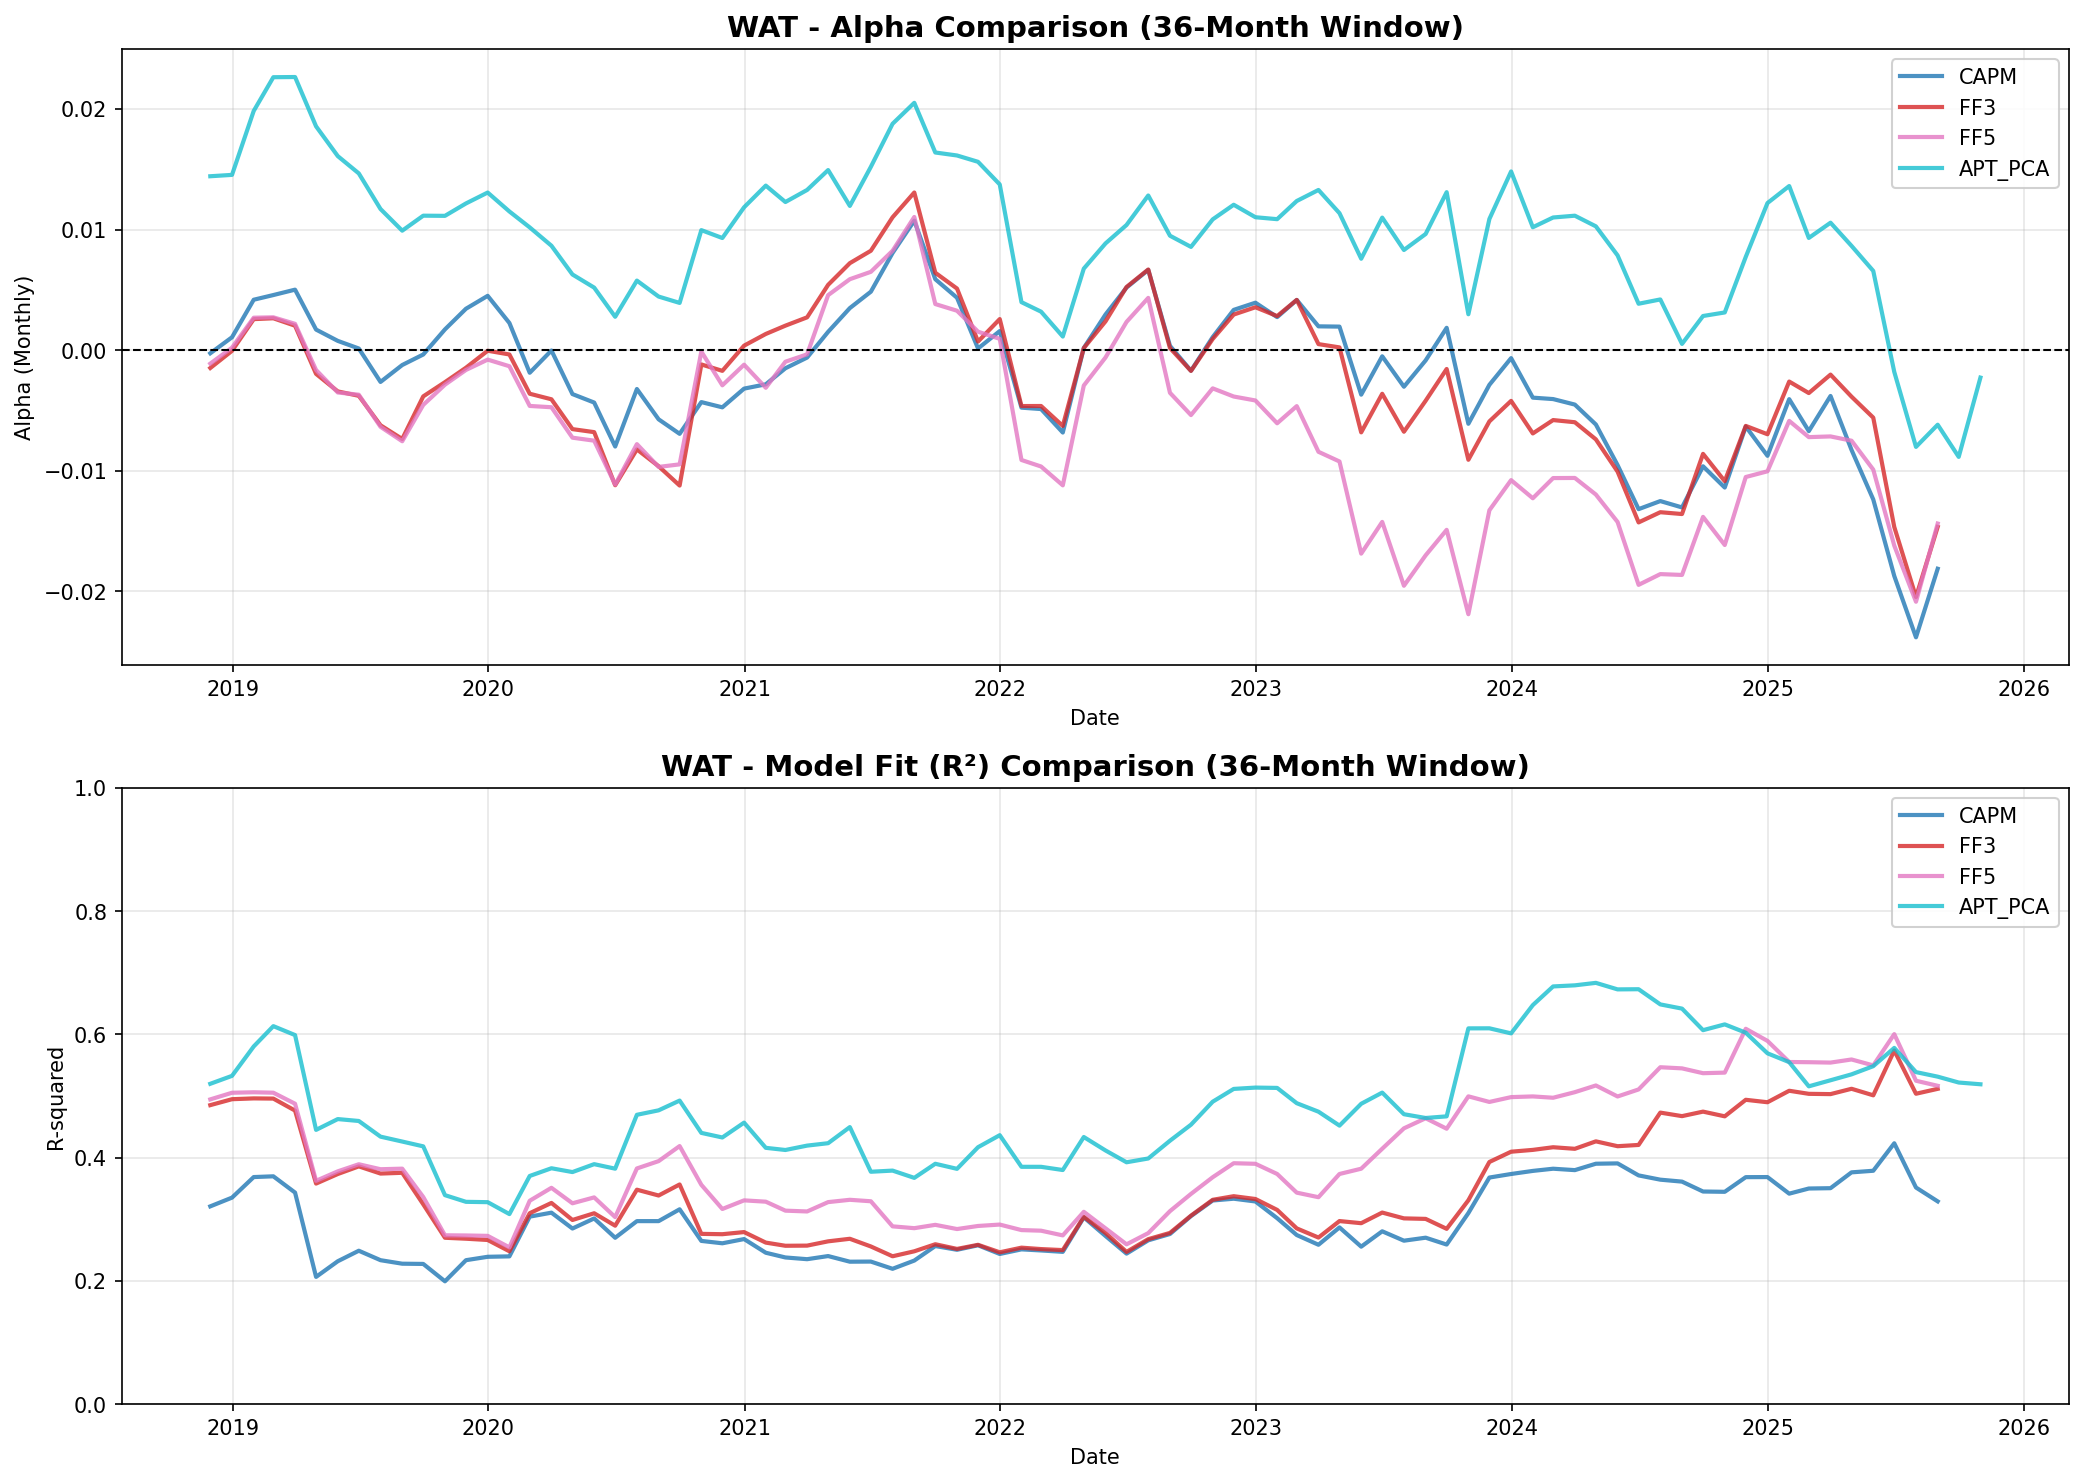 WAT - Alpha Comparison (36-Month Window)
Alpha (Monthly)
0.02
0.01
0.00
−0.01
−0.02
CAPM
FF3
FF5
APT_PCA
2019 2020 2021 2022 2023 2024 2025 2026
Date
WAT - Model Fit (R²) Comparison (36-Month Window)
R-squared
1.0
0.8
0.6
0.4
0.2
0.0
CAPM
FF3
FF5
APT_PCA
2019 2020 2021 2022 2023 2024 2025 2026
Date